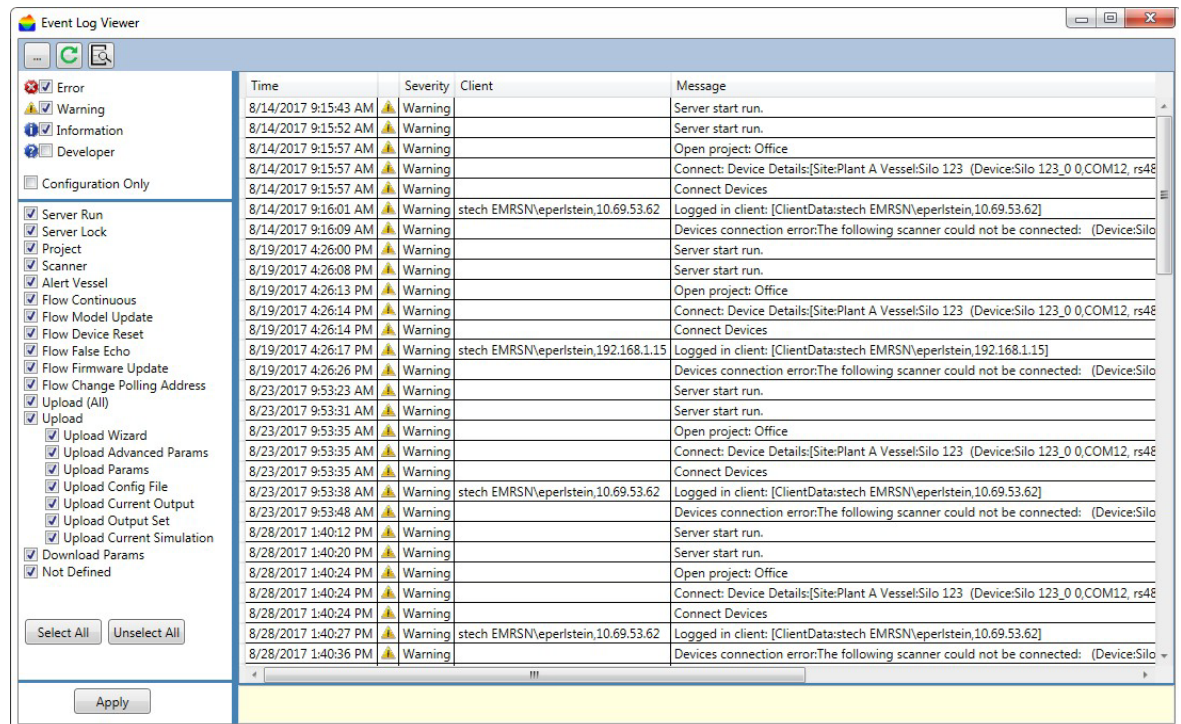 Event Log Viewer
...
Error
Warning
Information
Developer
Configuration Only
Server Run
Server Lock
Project
Scanner
Alert Vessel
Flow Continuous
Flow Model Update
Flow Device Reset
Flow False Echo
Flow Firmware Update
Flow Change Polling Address
Upload (All)
Upload
Upload Wizard
Upload Advanced Params
Upload Params
Upload Config File
Upload Current Output
Upload Output Set
Upload Current Simulation
Download Params
Not Defined
Select All Unselect All
Apply
Time Severity Client Message
8/14/2017 9:15:43 AM Warning Server start run.
8/14/2017 9:15:52 AM Warning Server start run.
8/14/2017 9:15:57 AM Warning Open project: Office
8/14/2017 9:15:57 AM Warning Connect: Device Details:[Site:Plant A Vessel:Silo 123 (Device:Silo 123_0 0,COM12, rs48
8/14/2017 9:15:57 AM Warning Connect Devices
8/14/2017 9:16:01 AM Warning stech EMRSN\eperlstein,10.69.53.62 Logged in client: [ClientData:stech EMRSN\eperlstein,10.69.53.62]
8/14/2017 9:16:09 AM Warning Devices connection error:The following scanner could not be connected: (Device:Silo
8/19/2017 4:26:00 PM Warning Server start run.
8/19/2017 4:26:08 PM Warning Server start run.
8/19/2017 4:26:13 PM Warning Open project: Office
8/19/2017 4:26:14 PM Warning Connect: Device Details:[Site:Plant A Vessel:Silo 123 (Device:Silo 123_0 0,COM12, rs48
8/19/2017 4:26:14 PM Warning Connect Devices
8/19/2017 4:26:17 PM Warning stech EMRSN\eperlstein,192.168.1.15 Logged in client: [ClientData:stech EMRSN\eperlstein,192.168.1.15]
8/19/2017 4:26:26 PM Warning Devices connection error:The following scanner could not be connected: (Device:Silo
8/23/2017 9:53:23 AM Warning Server start run.
8/23/2017 9:53:31 AM Warning Server start run.
8/23/2017 9:53:35 AM Warning Open project: Office
8/23/2017 9:53:35 AM Warning Connect: Device Details:[Site:Plant A Vessel:Silo 123 (Device:Silo 123_0 0,COM12, rs48
8/23/2017 9:53:35 AM Warning Connect Devices
8/23/2017 9:53:38 AM Warning stech EMRSN\eperlstein,10.69.53.62 Logged in client: [ClientData:stech EMRSN\eperlstein,10.69.53.62]
8/23/2017 9:53:48 AM Warning Devices connection error:The following scanner could not be connected: (Device:Silo
8/28/2017 1:40:12 PM Warning Server start run.
8/28/2017 1:40:20 PM Warning Server start run.
8/28/2017 1:40:24 PM Warning Open project: Office
8/28/2017 1:40:24 PM Warning Connect: Device Details:[Site:Plant A Vessel:Silo 123 (Device:Silo 123_0 0,COM12, rs48
8/28/2017 1:40:24 PM Warning Connect Devices
8/28/2017 1:40:27 PM Warning stech EMRSN\eperlstein,10.69.53.62 Logged in client: [ClientData:stech EMRSN\eperlstein,10.69.53.62]
8/28/2017 1:40:36 PM Warning Devices connection error:The following scanner could not be connected: (Device:Silo